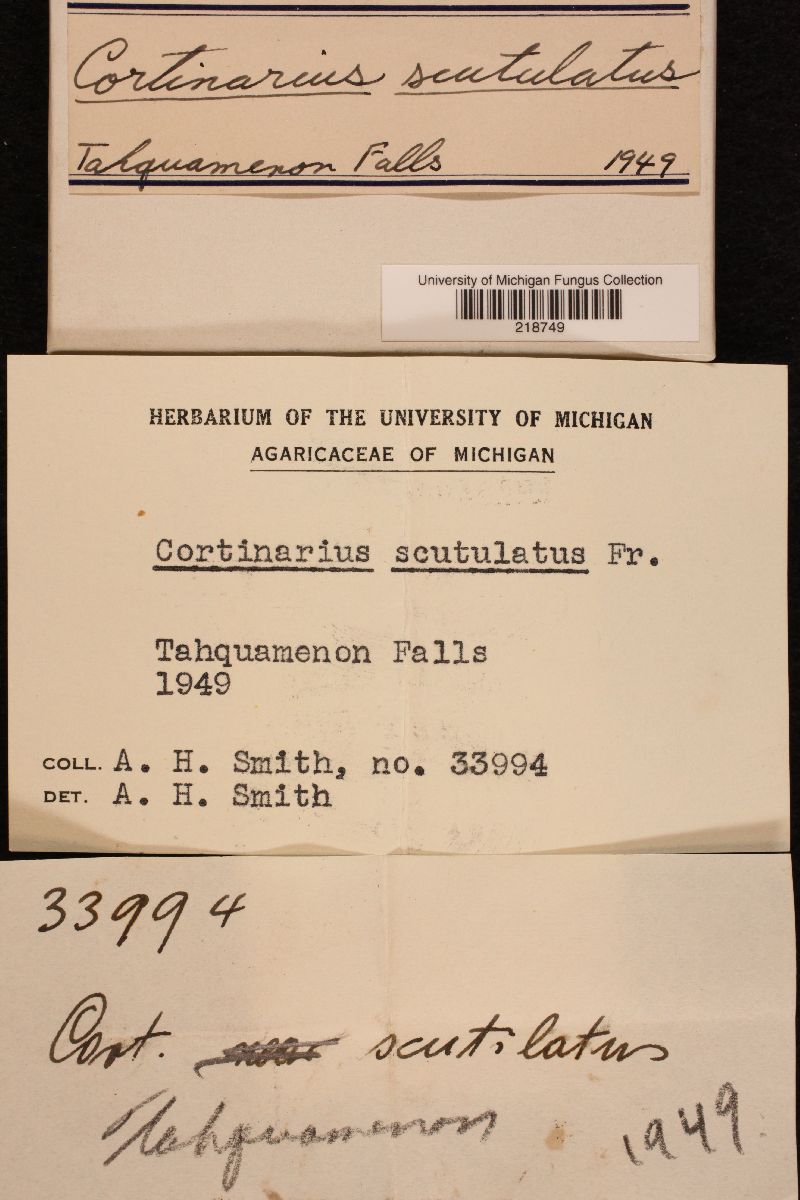 Cortinarius scutulatus
Tahquamenon Falls 1949
University of Michigan Fungus Collection
218749
HERBARIUM OF THE UNIVERSITY OF MICHIGAN
AGARICACEAE OF MICHIGAN
Cortinarius scutulatus Fr.
Tahquamenon Falls
1949
COLL. A. H. Smith, no. 33994
DET. A. H. Smith
33994
Cort. scutilatus
Tahquamenon 1949.